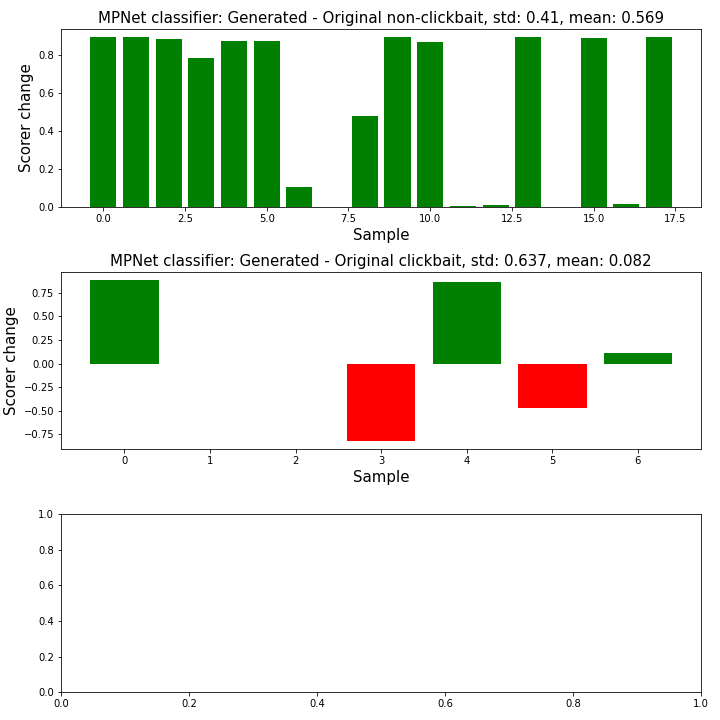 MPNet classifier: Generated - Original non-clickbait, std: 0.41, mean: 0.569
Scorer change
0.8
0.6
0.4
0.2
0.0
0.0 2.5 5.0 7.5 10.0 12.5 15.0 17.5
Sample
MPNet classifier: Generated - Original clickbait, std: 0.637, mean: 0.082
Scorer change
0.75
0.50
0.25
0.00
−0.25
−0.50
−0.75
0 1 2 3 4 5 6
Sample
1.0
0.8
0.6
0.4
0.2
0.0
0.0 0.2 0.4 0.6 0.8 1.0